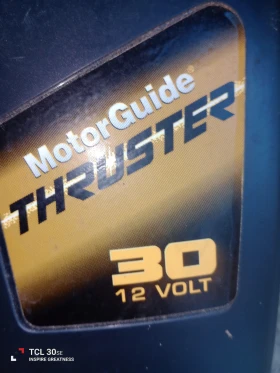 MotorGuide
THRUSTER
30
12 VOLT
TCL 30SE
INSPIRE GREATNESS